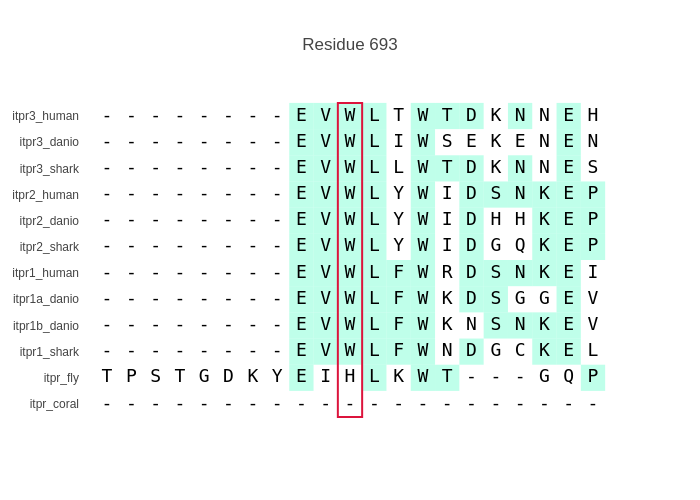 Residue 693
itpr3_human - - - - - - - - E V W L T W T D K N N E H
itpr3_danio - - - - - - - - E V W L I W S E K E N E N
itpr3_shark - - - - - - - - E V W L L W T D K N N E S
itpr2_human - - - - - - - - E V W L Y W I D S N K E P
itpr2_danio - - - - - - - - E V W L Y W I D H H K E P
itpr2_shark - - - - - - - - E V W L Y W I D G Q K E P
itpr1_human - - - - - - - - E V W L F W R D S N K E I
itpr1a_danio - - - - - - - - E V W L F W K D S G G E V
itpr1b_danio - - - - - - - - E V W L F W K N S N K E V
itpr1_shark - - - - - - - - E V W L F W N D G C K E L
itpr_fly T P S T G D K Y E I H L K W T - - - G Q P
itpr_coral - - - - - - - - - - - - - - - - - - - - -